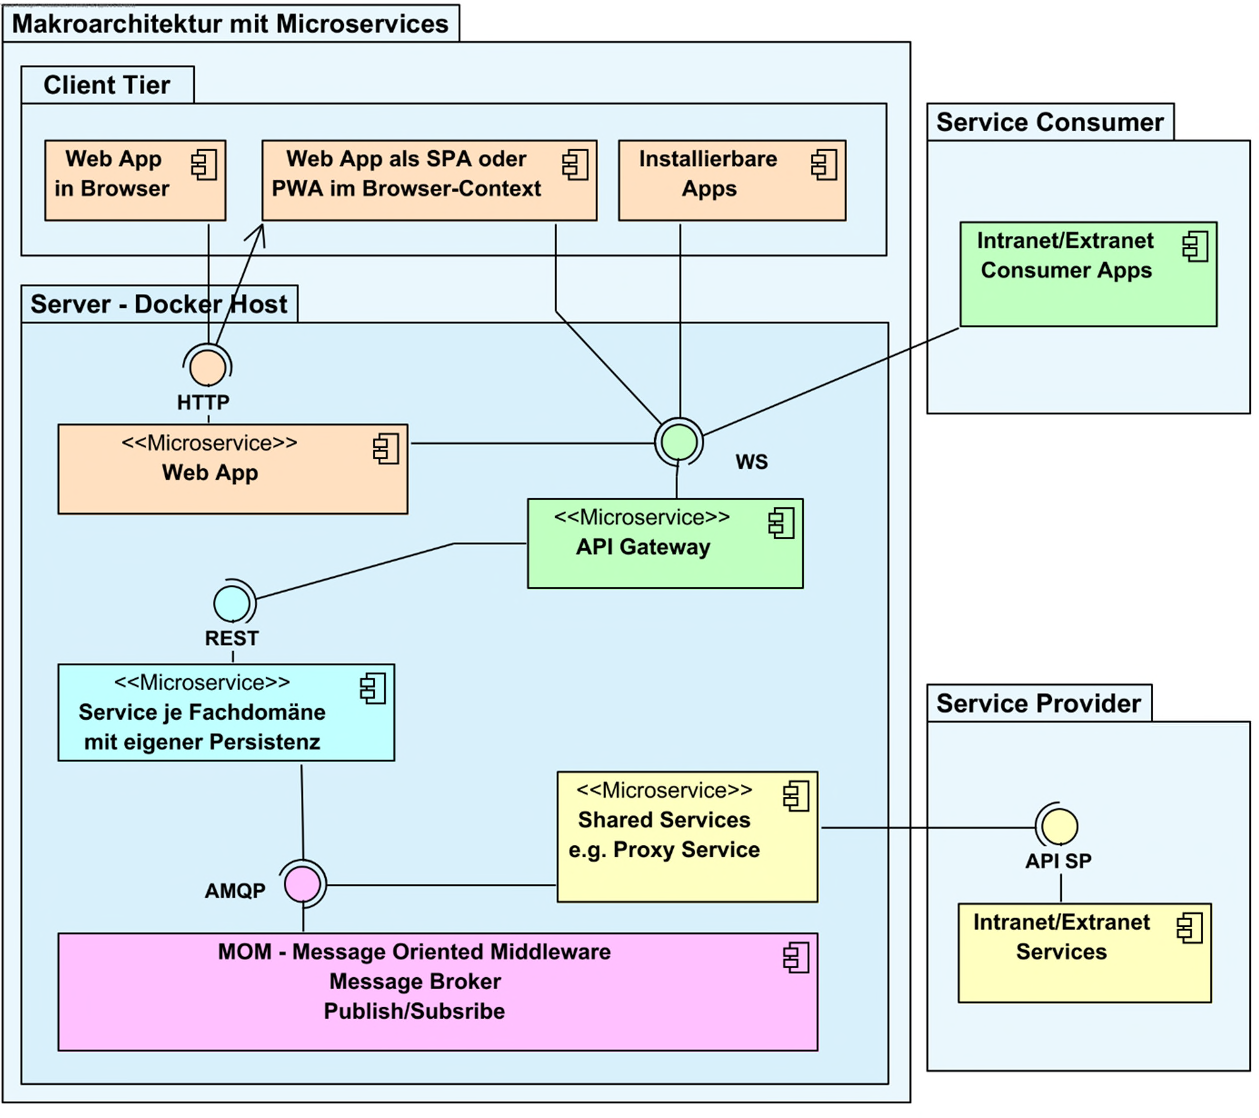 Makroarchitektur mit Microservices
Client Tier
Web App
in Browser
Web App als SPA oder
PWA im Browser-Context
Installierbare
Apps
Service Consumer
Intranet/Extranet
Consumer Apps
Server - Docker Host
HTTP
<<Microservice>>
Web App
WS
<<Microservice>>
API Gateway
REST
<<Microservice>>
Service je Fachdomäne
mit eigener Persistenz
<<Microservice>>
Shared Services
e.g. Proxy Service
AMQP
MOM - Message Oriented Middleware
Message Broker
Publish/Subsribe
Service Provider
API SP
Intranet/Extranet
Services